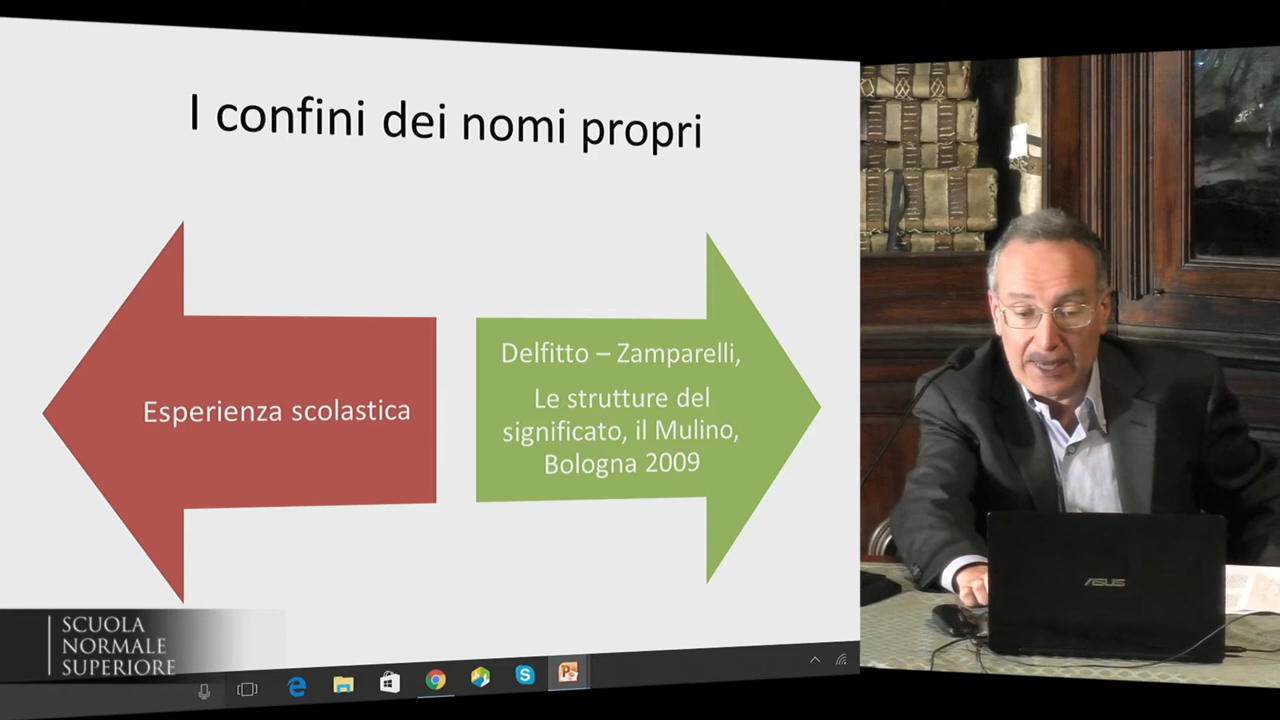 I confini dei nomi propri
Esperienza scolastica
Delfitto – Zamparelli,
Le strutture del
significato, il Mulino,
Bologna 2009
SCUOLA
NORMALE
SUPERIORE
ASUS